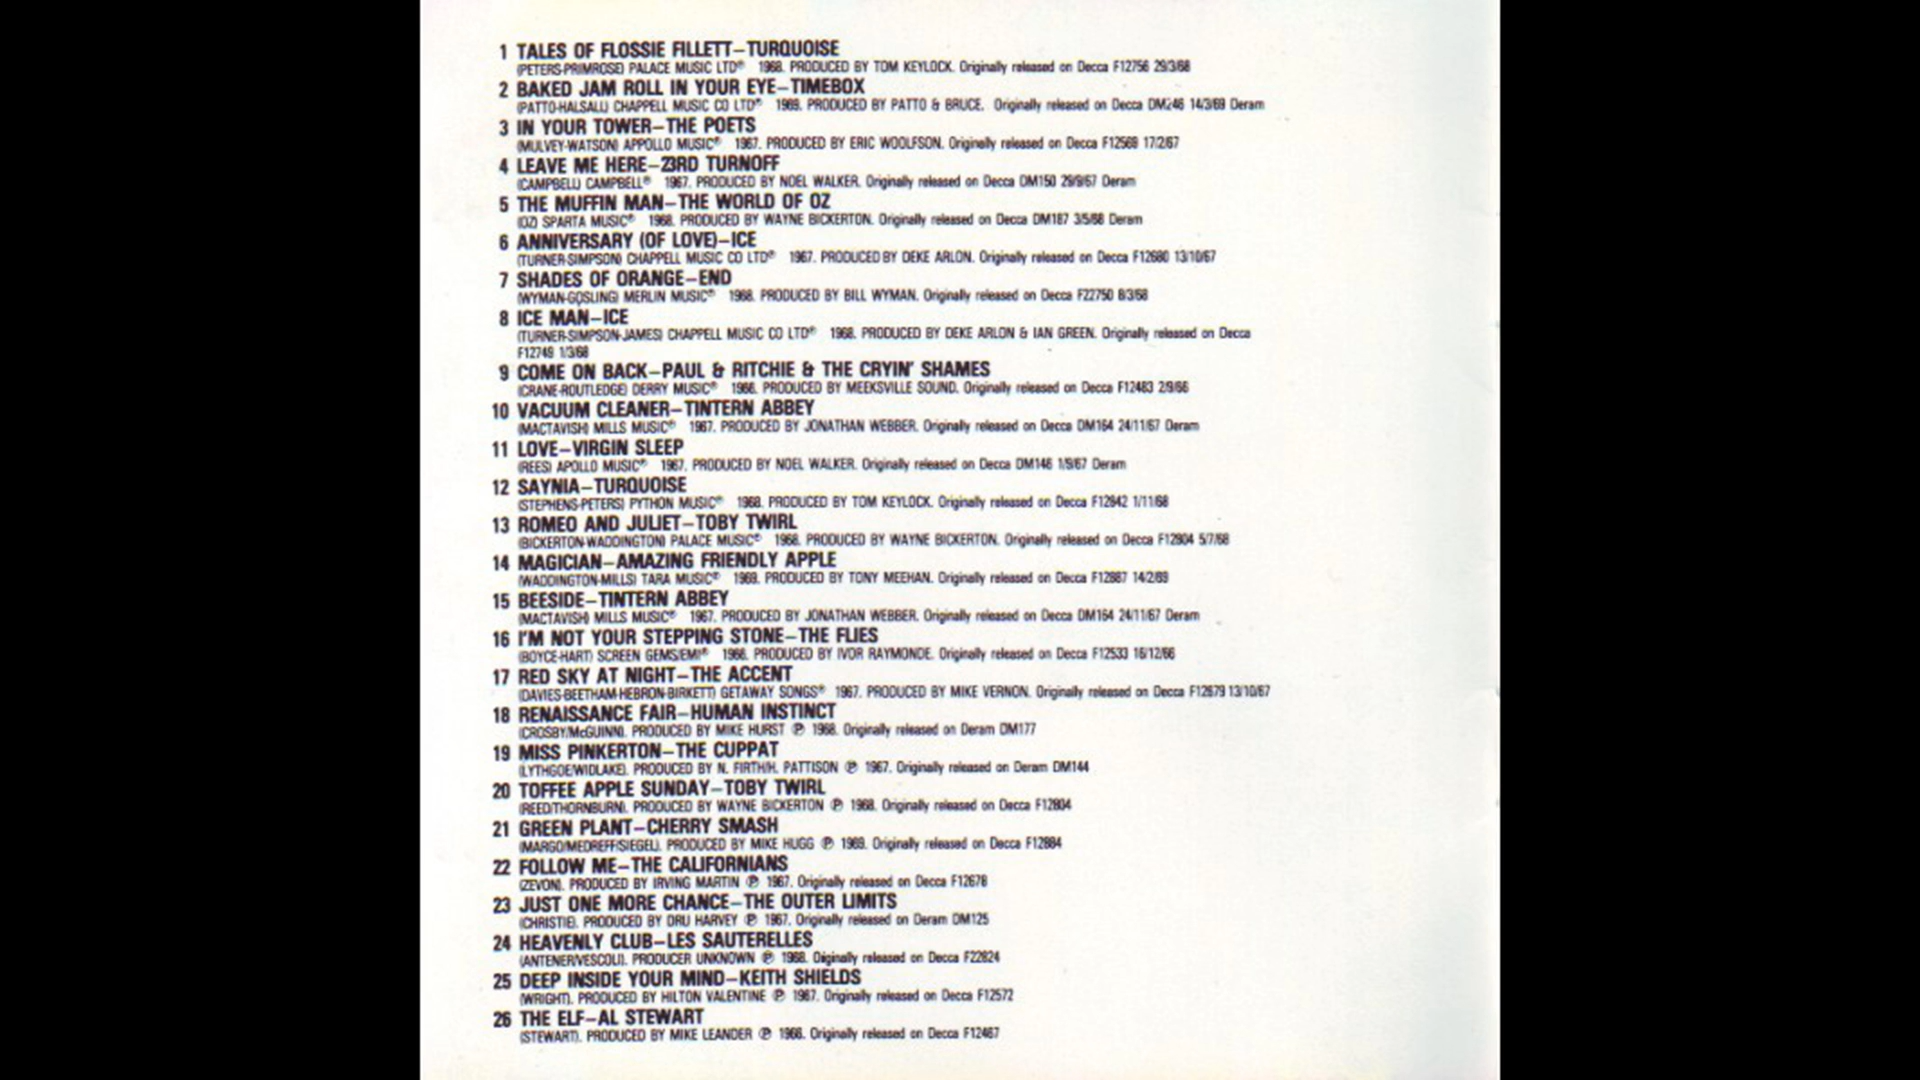 1 TALES OF FLOSSIE FILLETT–TURQUOISE
(PETERS-PRIMROSE) PALACE MUSIC LTD℗ 1968. PRODUCED BY TOM KEYLOCK. Originally released on Decca F12756 29/3/68
2 BAKED JAM ROLL IN YOUR EYE–TIMEBOX
(PATTO-HALSALL) CHAPPELL MUSIC CO LTD℗ 1969. PRODUCED BY PATTO & BRUCE. Originally released on Decca DM246 14/3/69 Deram
3 IN YOUR TOWER–THE POETS
(MULVEY-WATSON) APPOLLO MUSIC℗ 1967. PRODUCED BY ERIC WOOLFSON. Originally released on Decca F12569 17/2/67
4 LEAVE ME HERE–23RD TURNOFF
(CAMPBELL) CAMPBELL℗ 1967. PRODUCED BY NOEL WALKER. Originally released on Decca DM150 29/9/67 Deram
5 THE MUFFIN MAN–THE WORLD OF OZ
(OZ) SPARTA MUSIC℗ 1968. PRODUCED BY WAYNE BICKERTON. Originally released on Decca DM187 3/5/68 Deram
6 ANNIVERSARY (OF LOVE)–ICE
(TURNER-SIMPSON) CHAPPELL MUSIC CO LTD℗ 1967. PRODUCED BY DEKE ARLON. Originally released on Decca F12680 13/10/67
7 SHADES OF ORANGE–END
(WYMAN-GOSLING) MERLIN MUSIC℗ 1968. PRODUCED BY BILL WYMAN. Originally released on Decca F22750 8/3/68
8 ICE MAN–ICE
(TURNER-SIMPSON-JAMES) CHAPPELL MUSIC CO LTD℗ 1968. PRODUCED BY DEKE ARLON & IAN GREEN. Originally released on Decca
F12749 1/3/68
9 COME ON BACK–PAUL & RITCHIE & THE CRYIN' SHAMES
(CRANE-ROUTLEDGE) DERRY MUSIC℗ 1966. PRODUCED BY MEEKSVILLE SOUND. Originally released on Decca F12483 2/9/66
10 VACUUM CLEANER–TINTERN ABBEY
(MACTAVISH) MILLS MUSIC℗ 1967. PRODUCED BY JONATHAN WEBBER. Originally released on Decca DM164 24/11/67 Deram
11 LOVE–VIRGIN SLEEP
(REES) APOLLO MUSIC℗ 1967. PRODUCED BY NOEL WALKER. Originally released on Decca DM146 1/9/67 Deram
12 SAYNIA–TURQUOISE
(STEPHENS-PETERS) PYTHON MUSIC℗ 1968. PRODUCED BY TOM KEYLOCK. Originally released on Decca F12842 1/11/68
13 ROMEO AND JULIET–TOBY TWIRL
(BICKERTON-WADDINGTON) PALACE MUSIC℗ 1968. PRODUCED BY WAYNE BICKERTON. Originally released on Decca F12804 5/7/68
14 MAGICIAN–AMAZING FRIENDLY APPLE
(WADDINGTON-MILLS) TARA MUSIC℗ 1969. PRODUCED BY TONY MEEHAN. Originally released on Decca F12887 14/2/69
15 BEESIDE–TINTERN ABBEY
(MACTAVISH) MILLS MUSIC℗ 1967. PRODUCED BY JONATHAN WEBBER. Originally released on Decca DM164 24/11/67 Deram
16 I'M NOT YOUR STEPPING STONE–THE FLIES
(BOYCE-HART) SCREEN GEMS/EMI℗ 1966. PRODUCED BY IVOR RAYMONDE. Originally released on Decca F12533 16/12/66
17 RED SKY AT NIGHT–THE ACCENT
(DAVIES-BEETHAM-HEBRON-BIRKETT) GETAWAY SONGS℗ 1967. PRODUCED BY MIKE VERNON. Originally released on Decca F12679 13/10/67
18 RENAISSANCE FAIR–HUMAN INSTINCT
(CROSBY/McGUINN). PRODUCED BY MIKE HURST ℗ 1968. Originally released on Deram DM177
19 MISS PINKERTON–THE CUPPAT
(LYTHGOE/WIDLAKE). PRODUCED BY N. FIRTH/H. PATTISON ℗ 1967. Originally released on Deram DM144
20 TOFFEE APPLE SUNDAY–TOBY TWIRL
(REED/THORNBURN). PRODUCED BY WAYNE BICKERTON ℗ 1968. Originally released on Decca F12804
21 GREEN PLANT–CHERRY SMASH
(MARGO/MEDREFF/SIEGEL). PRODUCED BY MIKE HUGG ℗ 1969. Originally released on Decca F12884
22 FOLLOW ME–THE CALIFORNIANS
(ZEVON). PRODUCED BY IRVING MARTIN ℗ 1967. Originally released on Decca F12678
23 JUST ONE MORE CHANCE–THE OUTER LIMITS
(CHRISTIE). PRODUCED BY DRU HARVEY ℗ 1967. Originally released on Deram DM125
24 HEAVENLY CLUB–LES SAUTERELLES
(ANTENER/VESCOLI). PRODUCER UNKNOWN ℗ 1968. Originally released on Decca F22824
25 DEEP INSIDE YOUR MIND–KEITH SHIELDS
(WRIGHT). PRODUCED BY HILTON VALENTINE ℗ 1967. Originally released on Decca F12572
26 THE ELF–AL STEWART
(STEWART). PRODUCED BY MIKE LEANDER ℗ 1966. Originally released on Decca F12467